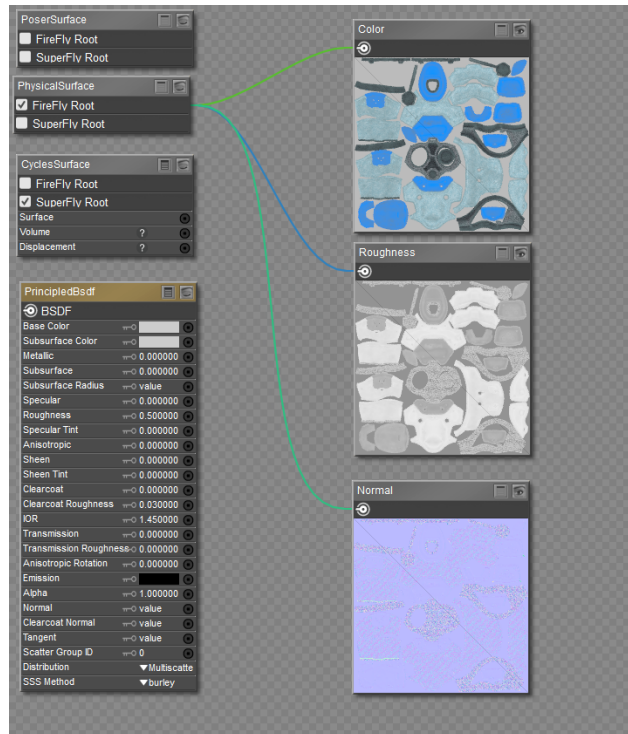 PoserSurface
FireFly Root
SuperFly Root
PhysicalSurface
FireFly Root
SuperFly Root
CyclesSurface
FireFly Root
SuperFly Root
Surface
Volume ?
Displacement ?
PrincipledBsdf
BSDF
Base Color
Subsurface Color
Metallic 0.000000
Subsurface 0.000000
Subsurface Radius value
Specular 0.000000
Roughness 0.500000
Specular Tint 0.000000
Anisotropic 0.000000
Sheen 0.000000
Sheen Tint 0.000000
Clearcoat 0.000000
Clearcoat Roughness 0.030000
IOR 1.450000
Transmission 0.000000
Transmission Roughness 0.000000
Anisotropic Rotation 0.000000
Emission
Alpha 1.000000
Normal value
Clearcoat Normal value
Tangent value
Scatter Group ID 0
Distribution Multiscatte
SSS Method burley
Color
Roughness
Normal